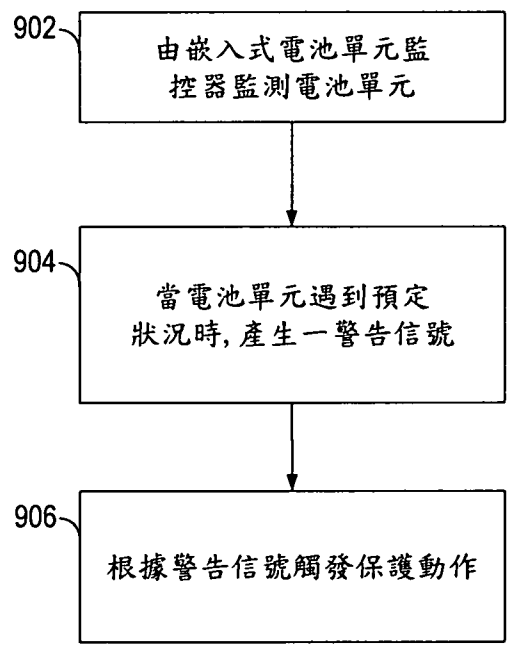 902
由嵌入式電池單元監
控器監測電池單元
904
當電池單元遇到預定
狀況時,產生一警告信號
906
根據警告信號觸發保護動作